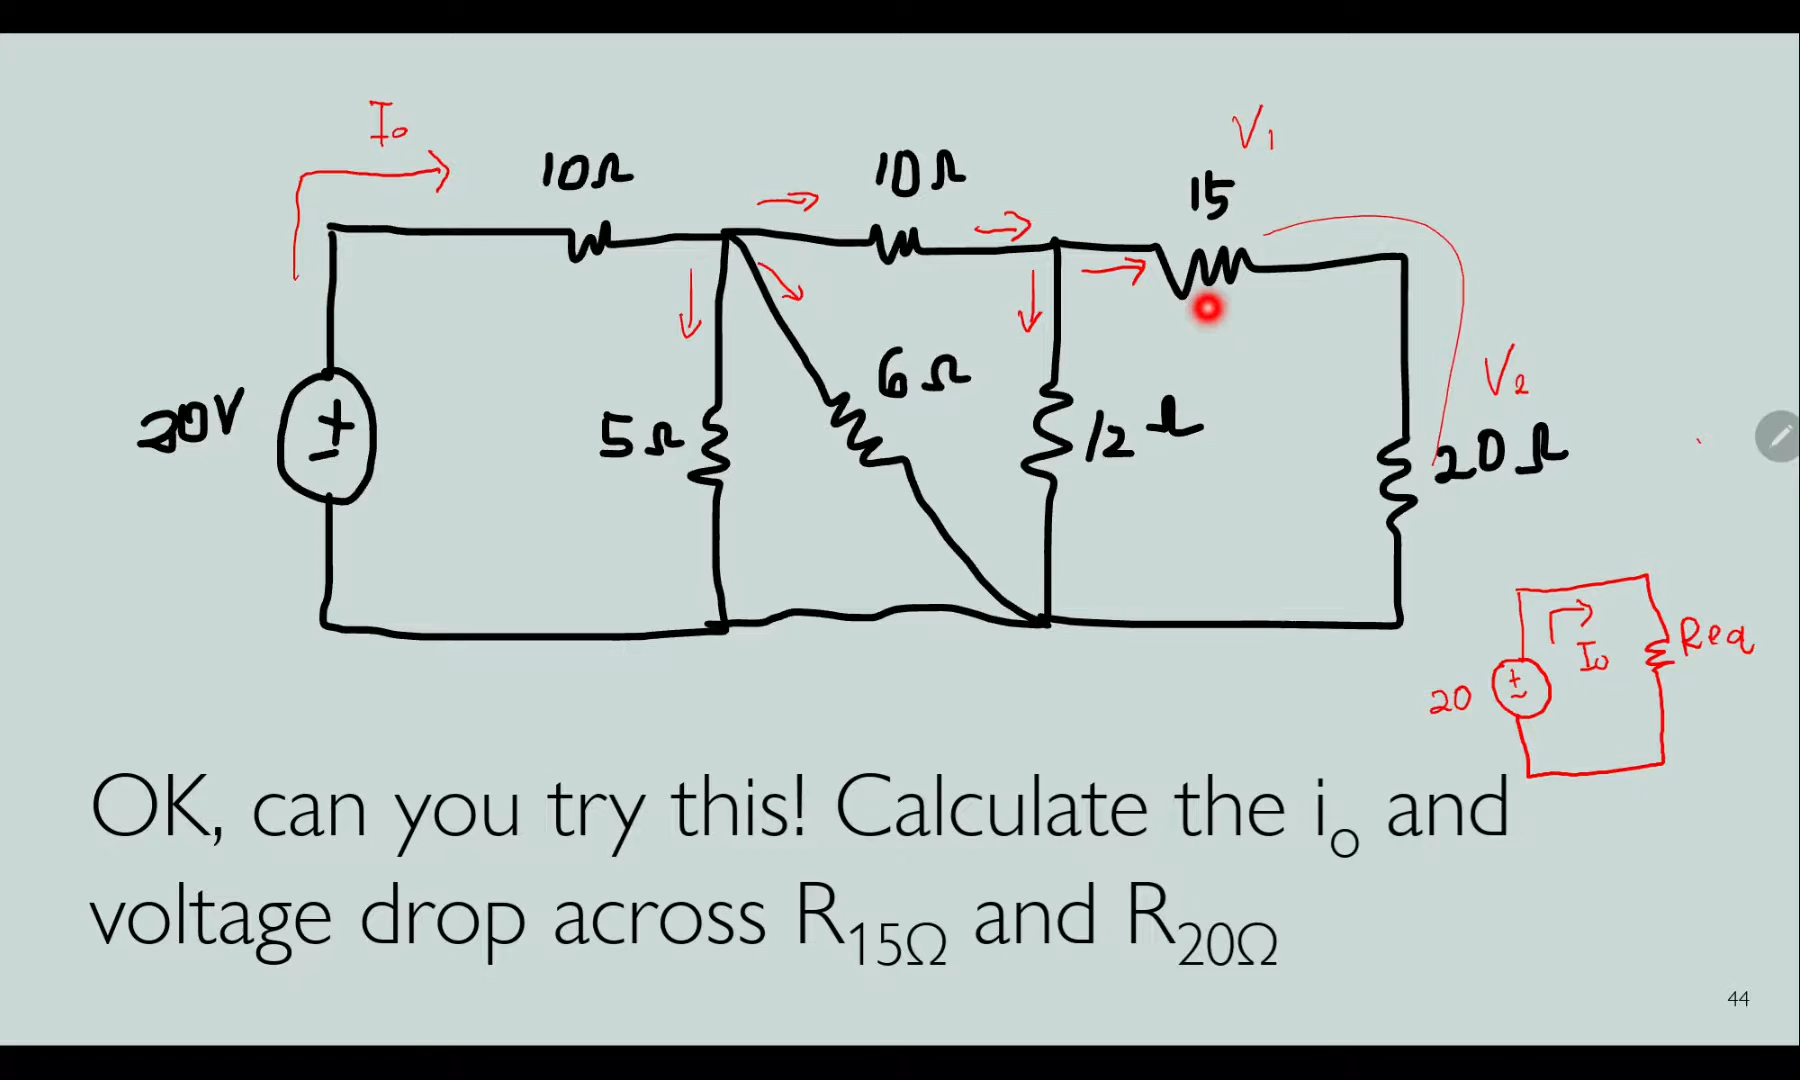 I₀
V₁
10Ω
10Ω
15
20V
+
-
5Ω
6Ω
12Ω
V₂
20Ω
20
+
-
I₀
Req
OK, can you try this! Calculate the i₀ and
voltage drop across R₁₅Ω and R₂₀Ω
44